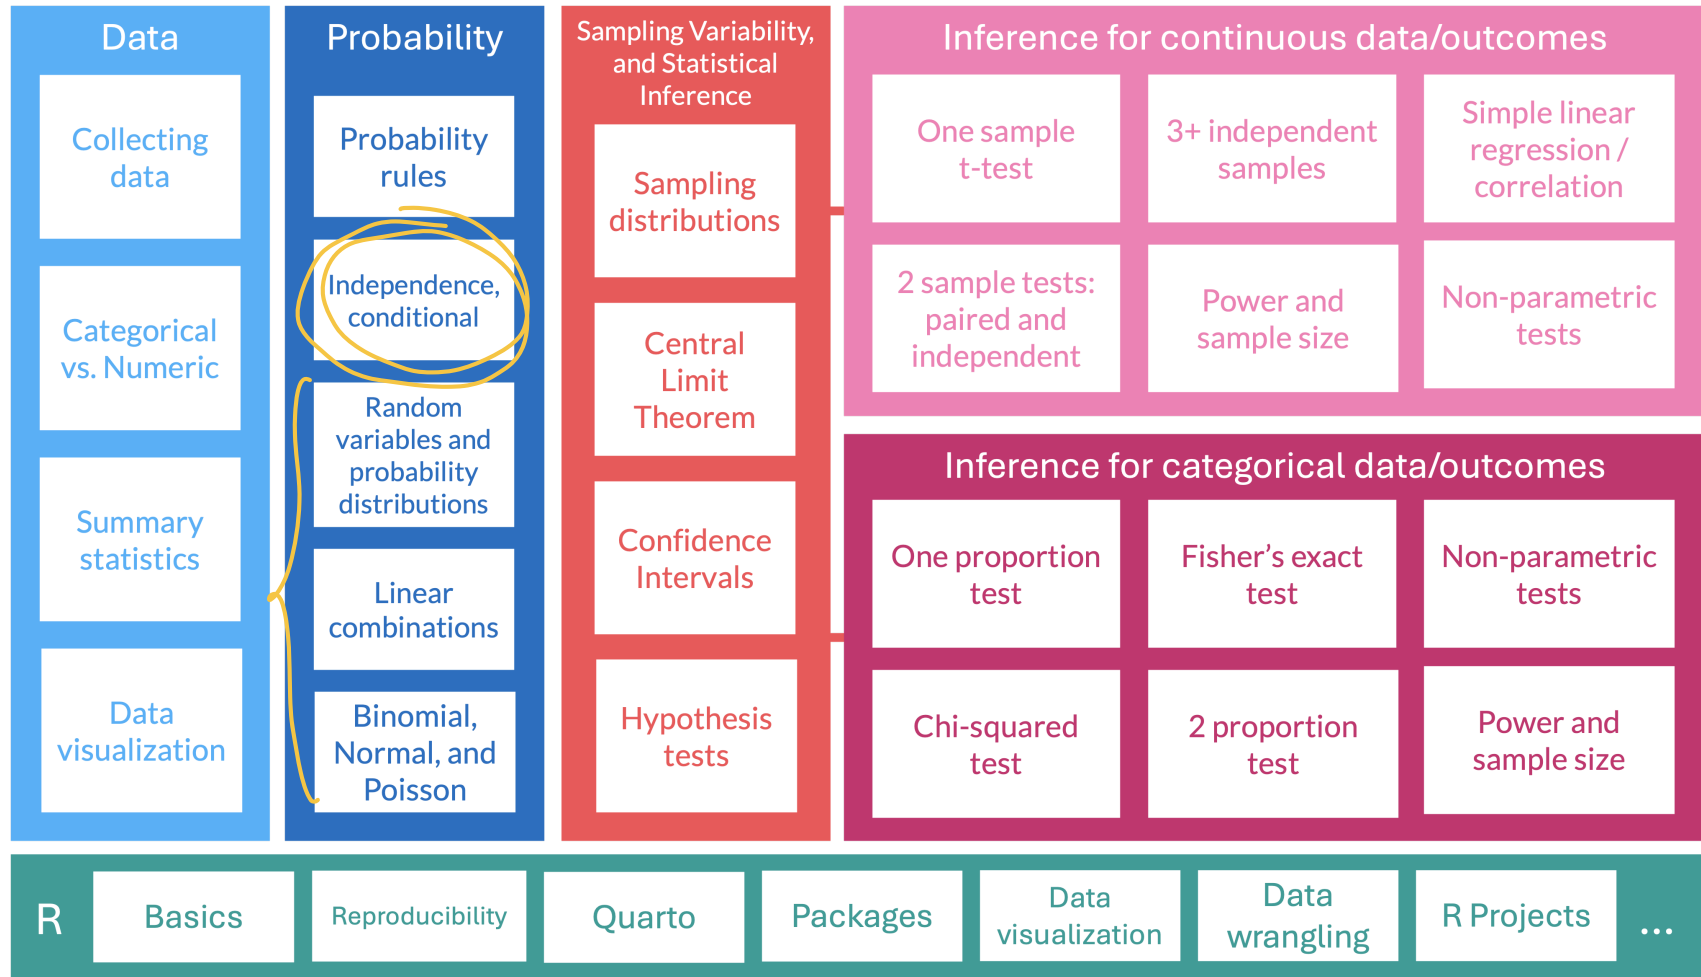 Data
Collecting
data
Categorical
vs. Numeric
Summary
statistics
Data
visualization
Probability
Probability
rules
Independence,
conditional
Random
variables and
probability
distributions
Linear
combinations
Binomial,
Normal, and
Poisson
Sampling Variability,
and Statistical
Inference
Sampling
distributions
Central
Limit
Theorem
Confidence
Intervals
Hypothesis
tests
Inference for continuous data/outcomes
One sample
t-test
3+ independent
samples
Simple linear
regression /
correlation
2 sample tests:
paired and
independent
Power and
sample size
Non-parametric
tests
Inference for categorical data/outcomes
One proportion
test
Fisher’s exact
test
Non-parametric
tests
Chi-squared
test
2 proportion
test
Power and
sample size
R
Basics
Reproducibility
Quarto
Packages
Data
visualization
Data
wrangling
R Projects
...